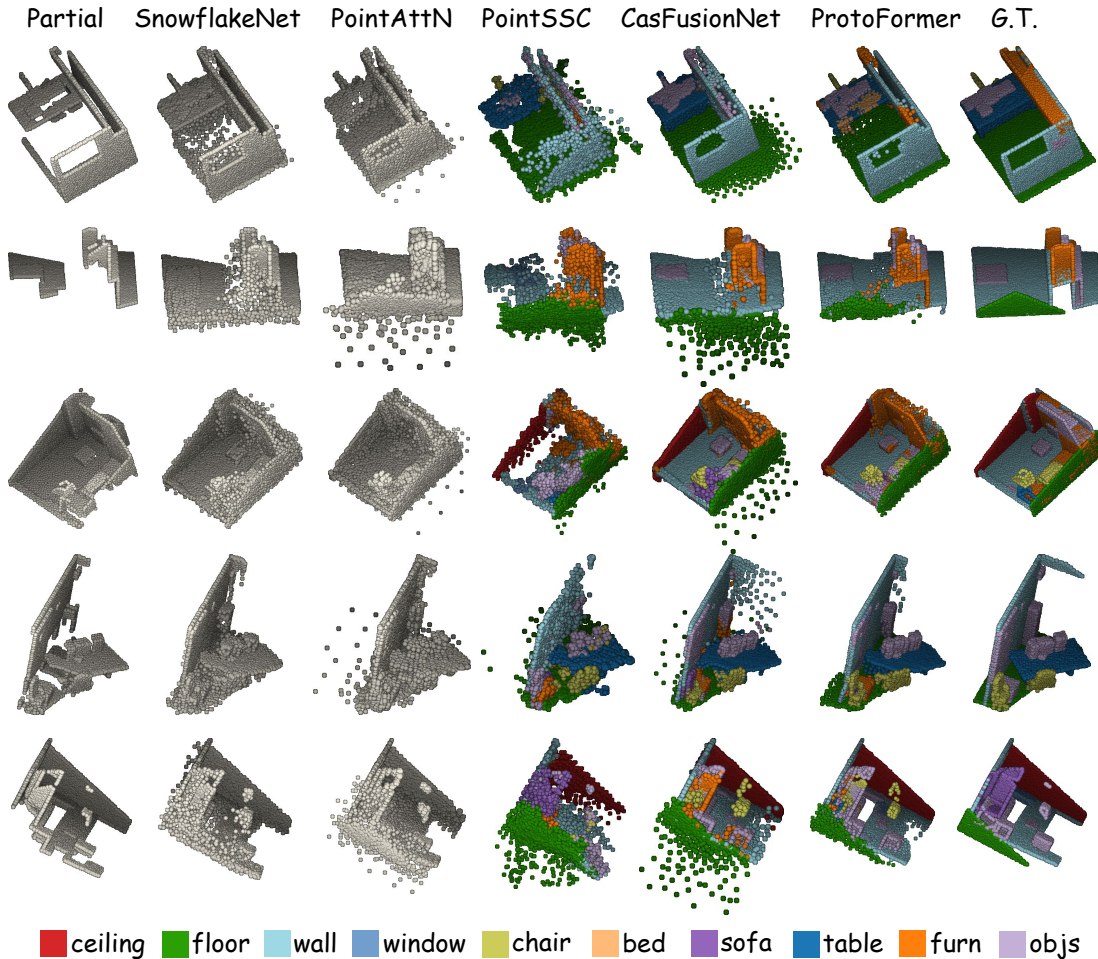 Partial SnowflakeNet PointAttN PointSSC CasFusionNet ProtoFormer G.T.
ceiling floor wall window chair bed sofa table furn objs